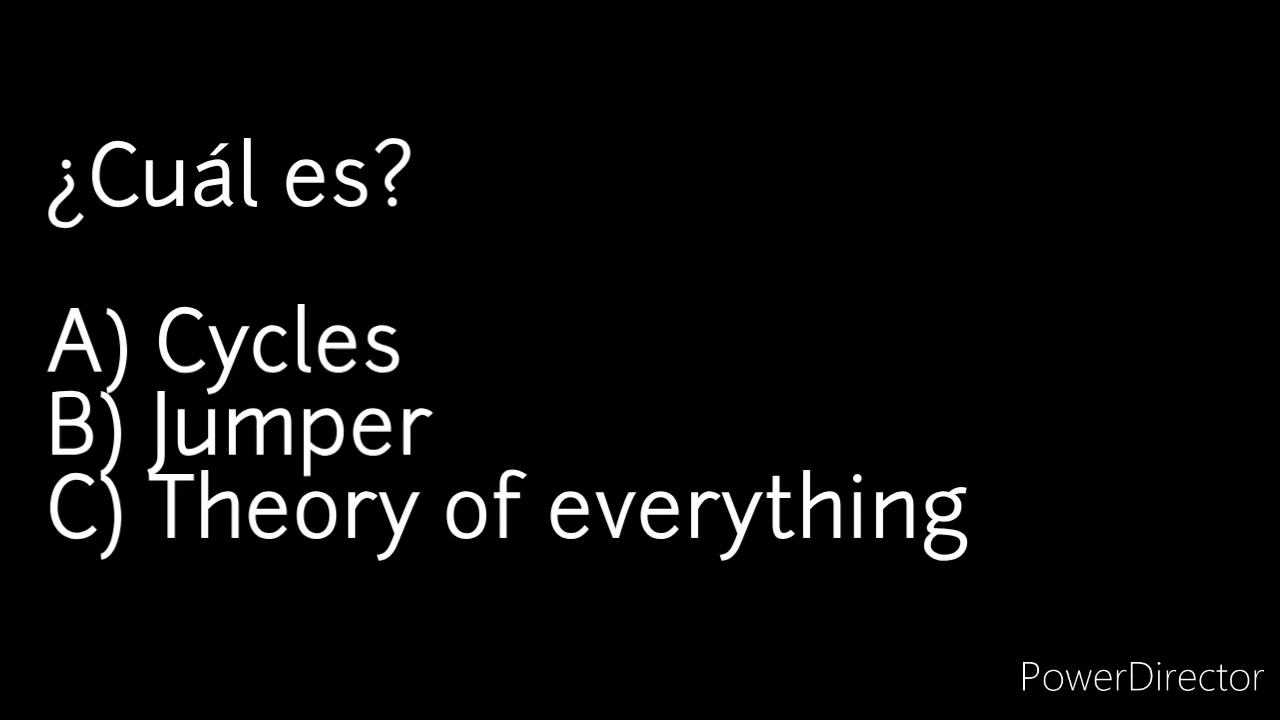 ¿Cuál es?
A) Cycles
B) Jumper
C) Theory of everything
PowerDirector